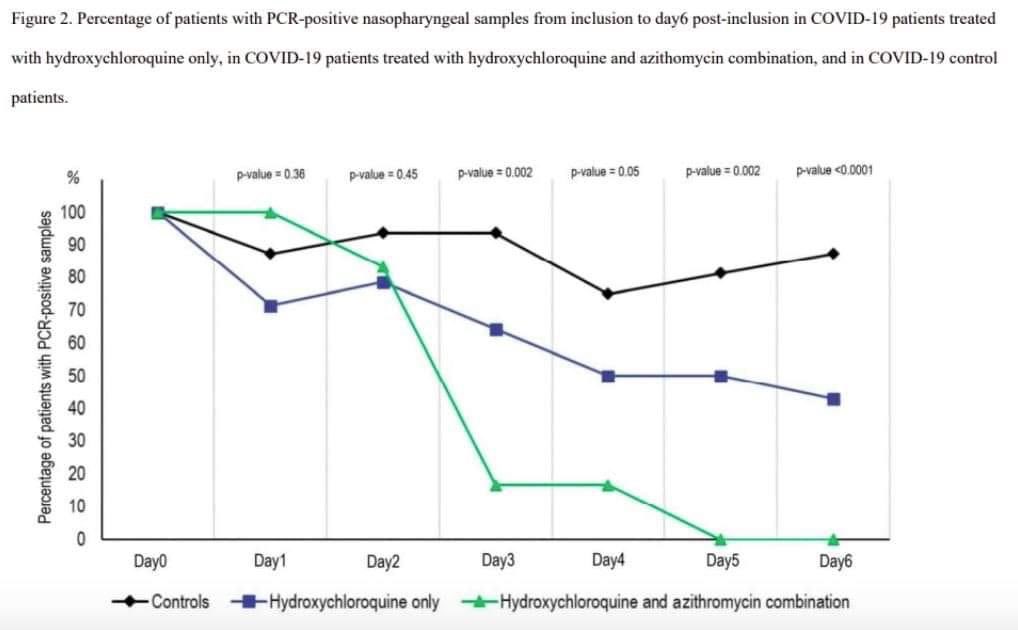 Figure 2. Percentage of patients with PCR-positive nasopharyngeal samples from inclusion to day6 post-inclusion in COVID-19 patients treated
with hydroxychloroquine only, in COVID-19 patients treated with hydroxychloroquine and azithomycin combination, and in COVID-19 control
patients.
% p-value = 0.36 p-value = 0.45 p-value = 0.002 p-value = 0.05 p-value = 0.002 p-value <0.0001
Percentage of patients with PCR-positive samples
100
90
80
70
60
50
40
30
20
10
0
Day0 Day1 Day2 Day3 Day4 Day5 Day6
Controls Hydroxychloroquine only Hydroxychloroquine and azithromycin combination